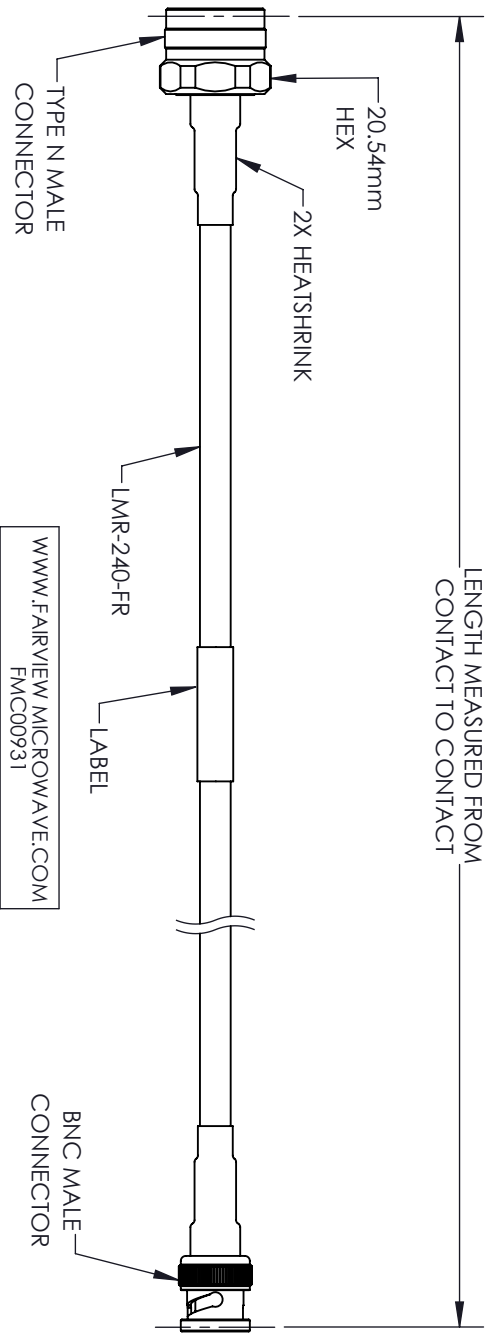 LENGTH MEASURED FROM
CONTACT TO CONTACT
20.54mm
HEX
2X HEATSHRINK
TYPE N MALE
CONNECTOR
LMR-240-FR
LABEL
BNC MALE
CONNECTOR
WWW.FAIRVIEW MICROWAVE.COM
FMC00931